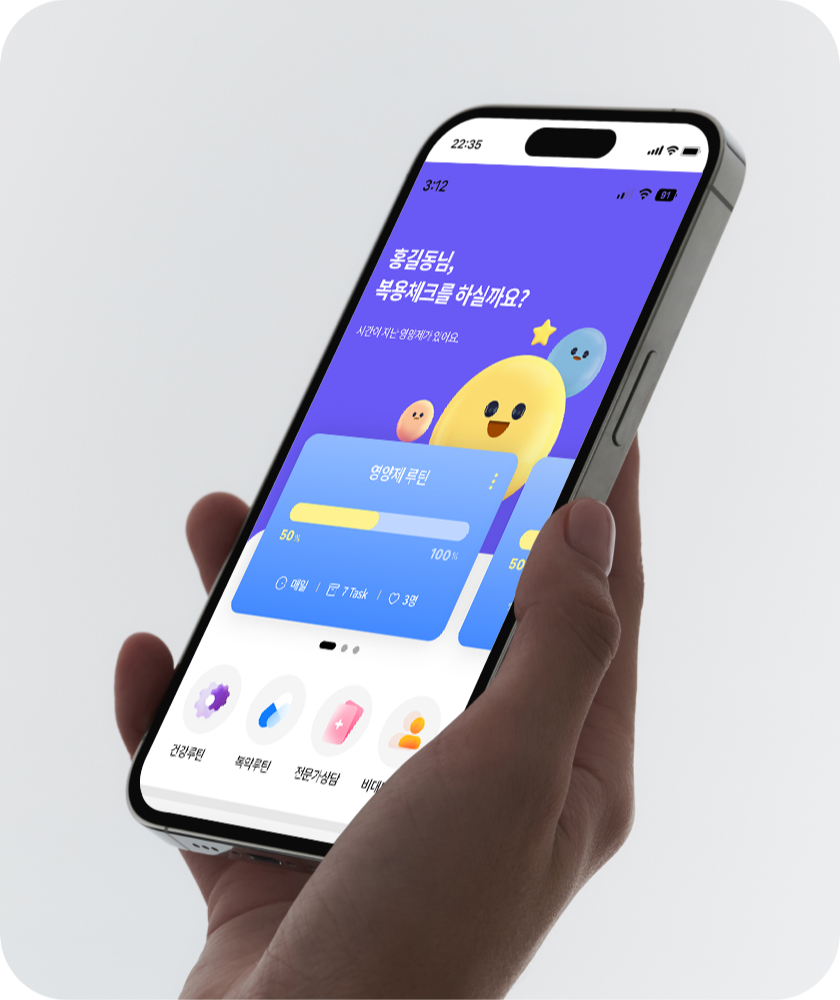 22:35
3:12
91
홍길동님,
복용체크를 하실까요?
시간이 지난 영양제가 있어요.
영양제 루틴
50%
100%
매일
7 Task
3명
50
건강루틴
복약루틴
전문가상담
비대